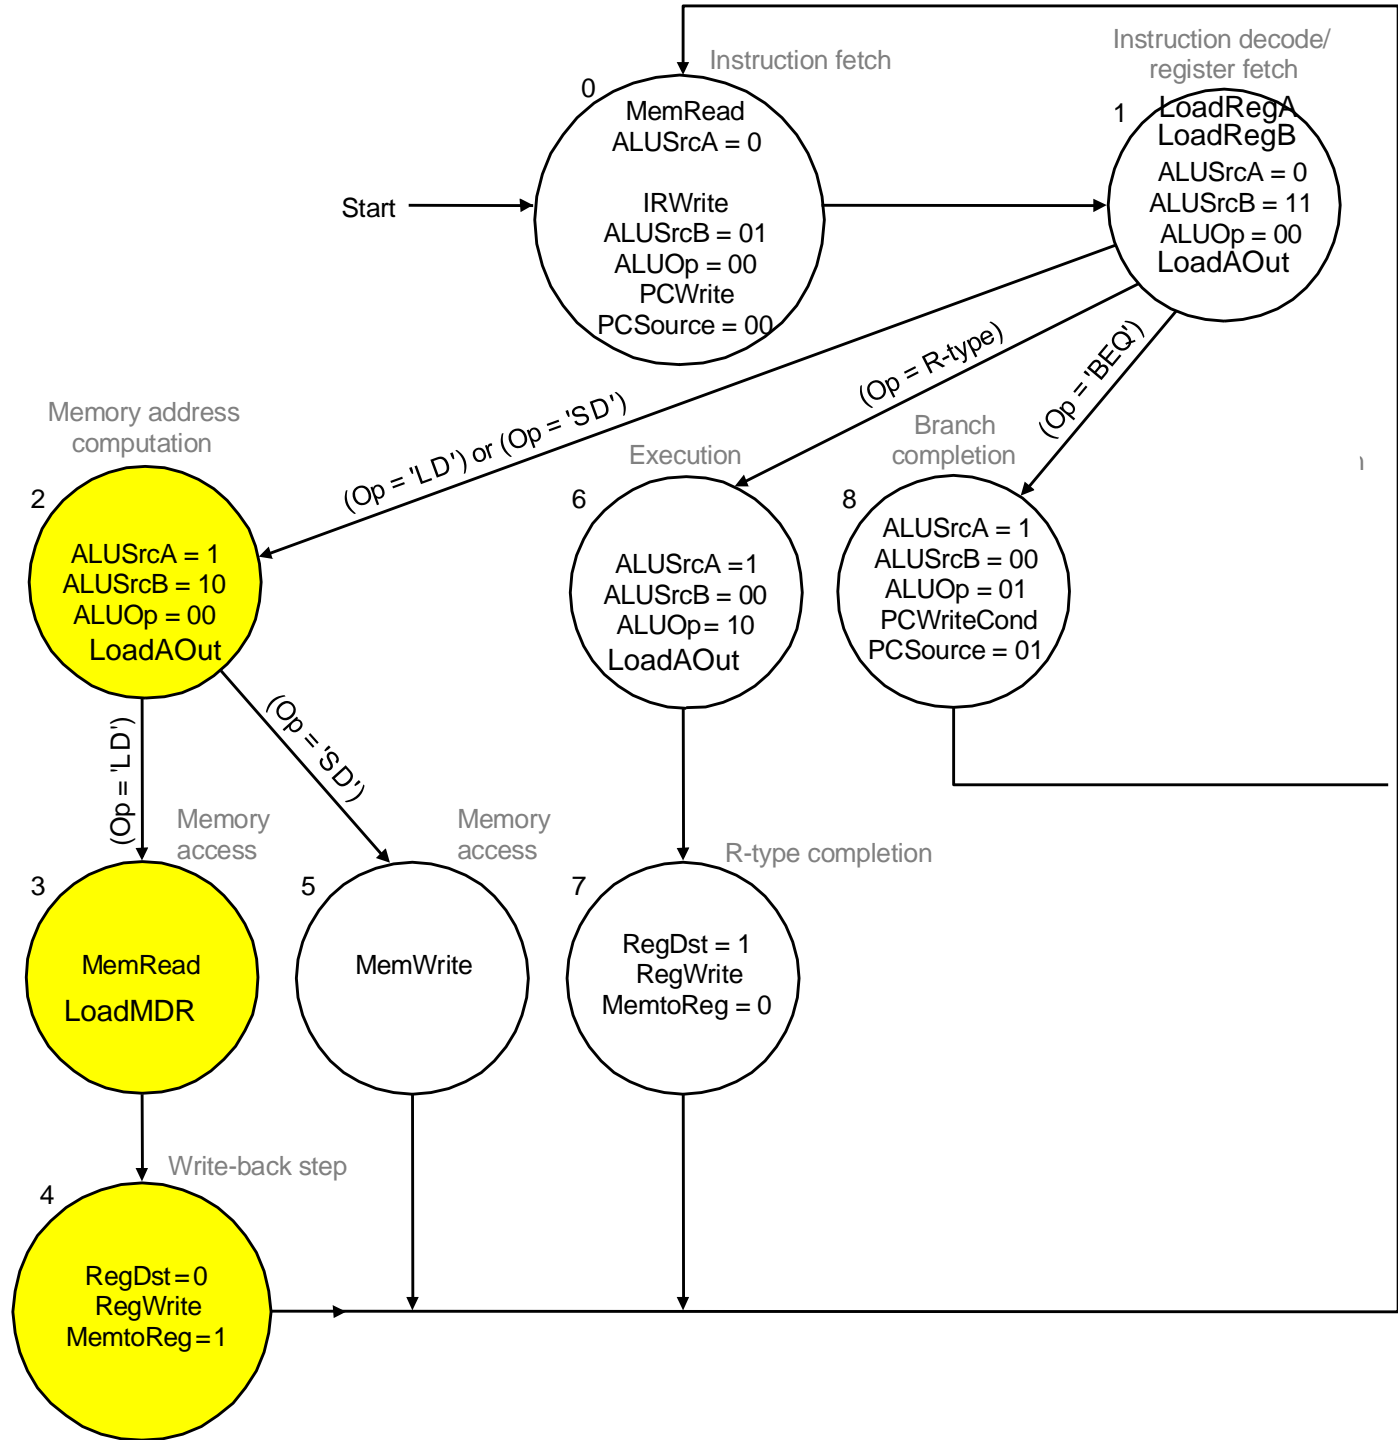 Instruction fetch
0
MemRead
ALUSrcA = 0
IRWrite
ALUSrcB = 01
ALUOp = 00
PCWrite
PCSource = 00
Start
Instruction decode/
register fetch
1
LoadRegA
LoadRegB
ALUSrcA = 0
ALUSrcB = 11
ALUOp = 00
LoadAOut
(Op = 'LD') or (Op = 'SD')
(Op = R-type)
(Op = 'BEQ')
Memory address
computation
2
ALUSrcA = 1
ALUSrcB = 10
ALUOp = 00
LoadAOut
Execution
6
ALUSrcA =1
ALUSrcB = 00
ALUOp= 10
LoadAOut
Branch
completion
8
ALUSrcA = 1
ALUSrcB = 00
ALUOp = 01
PCWriteCond
PCSource = 01
(Op = 'LD')
(Op = 'SD')
Memory
access
3
MemRead
LoadMDR
Memory
access
5
MemWrite
R-type completion
7
RegDst = 1
RegWrite
MemtoReg = 0
Write-back step
4
RegDst=0
RegWrite
MemtoReg=1